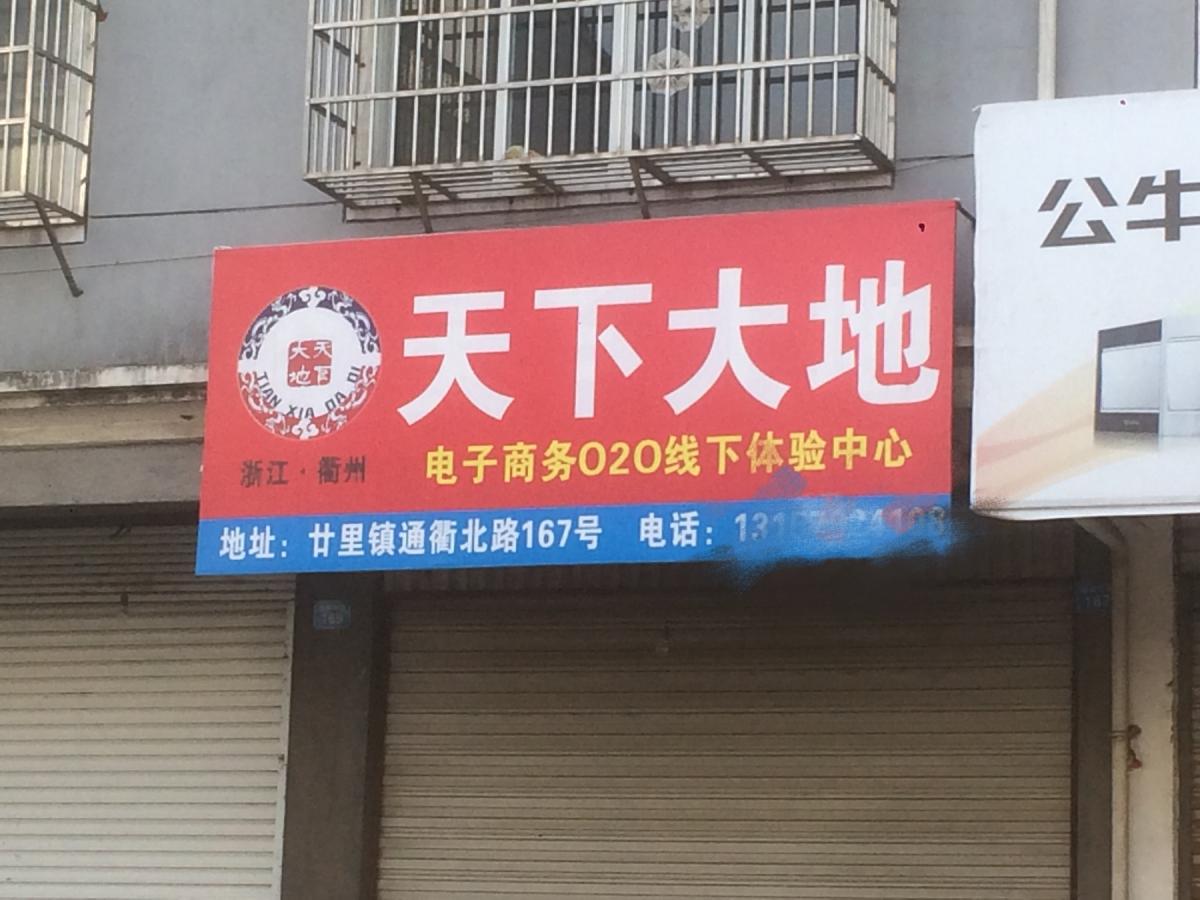 天下大地
天下
大地
TIAN XIA DA DI
浙江·衢州
电子商务O2O线下体验中心
地址：廿里镇通衢北路167号 电话：
公牛
169
167